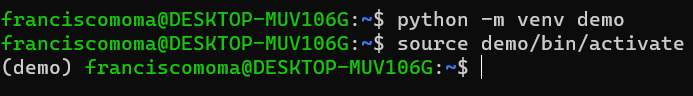 franciscomoma@DESKTOP-MUV106G:~$ python -m venv demo
franciscomoma@DESKTOP-MUV106G:~$ source demo/bin/activate
(demo) franciscomoma@DESKTOP-MUV106G:~$